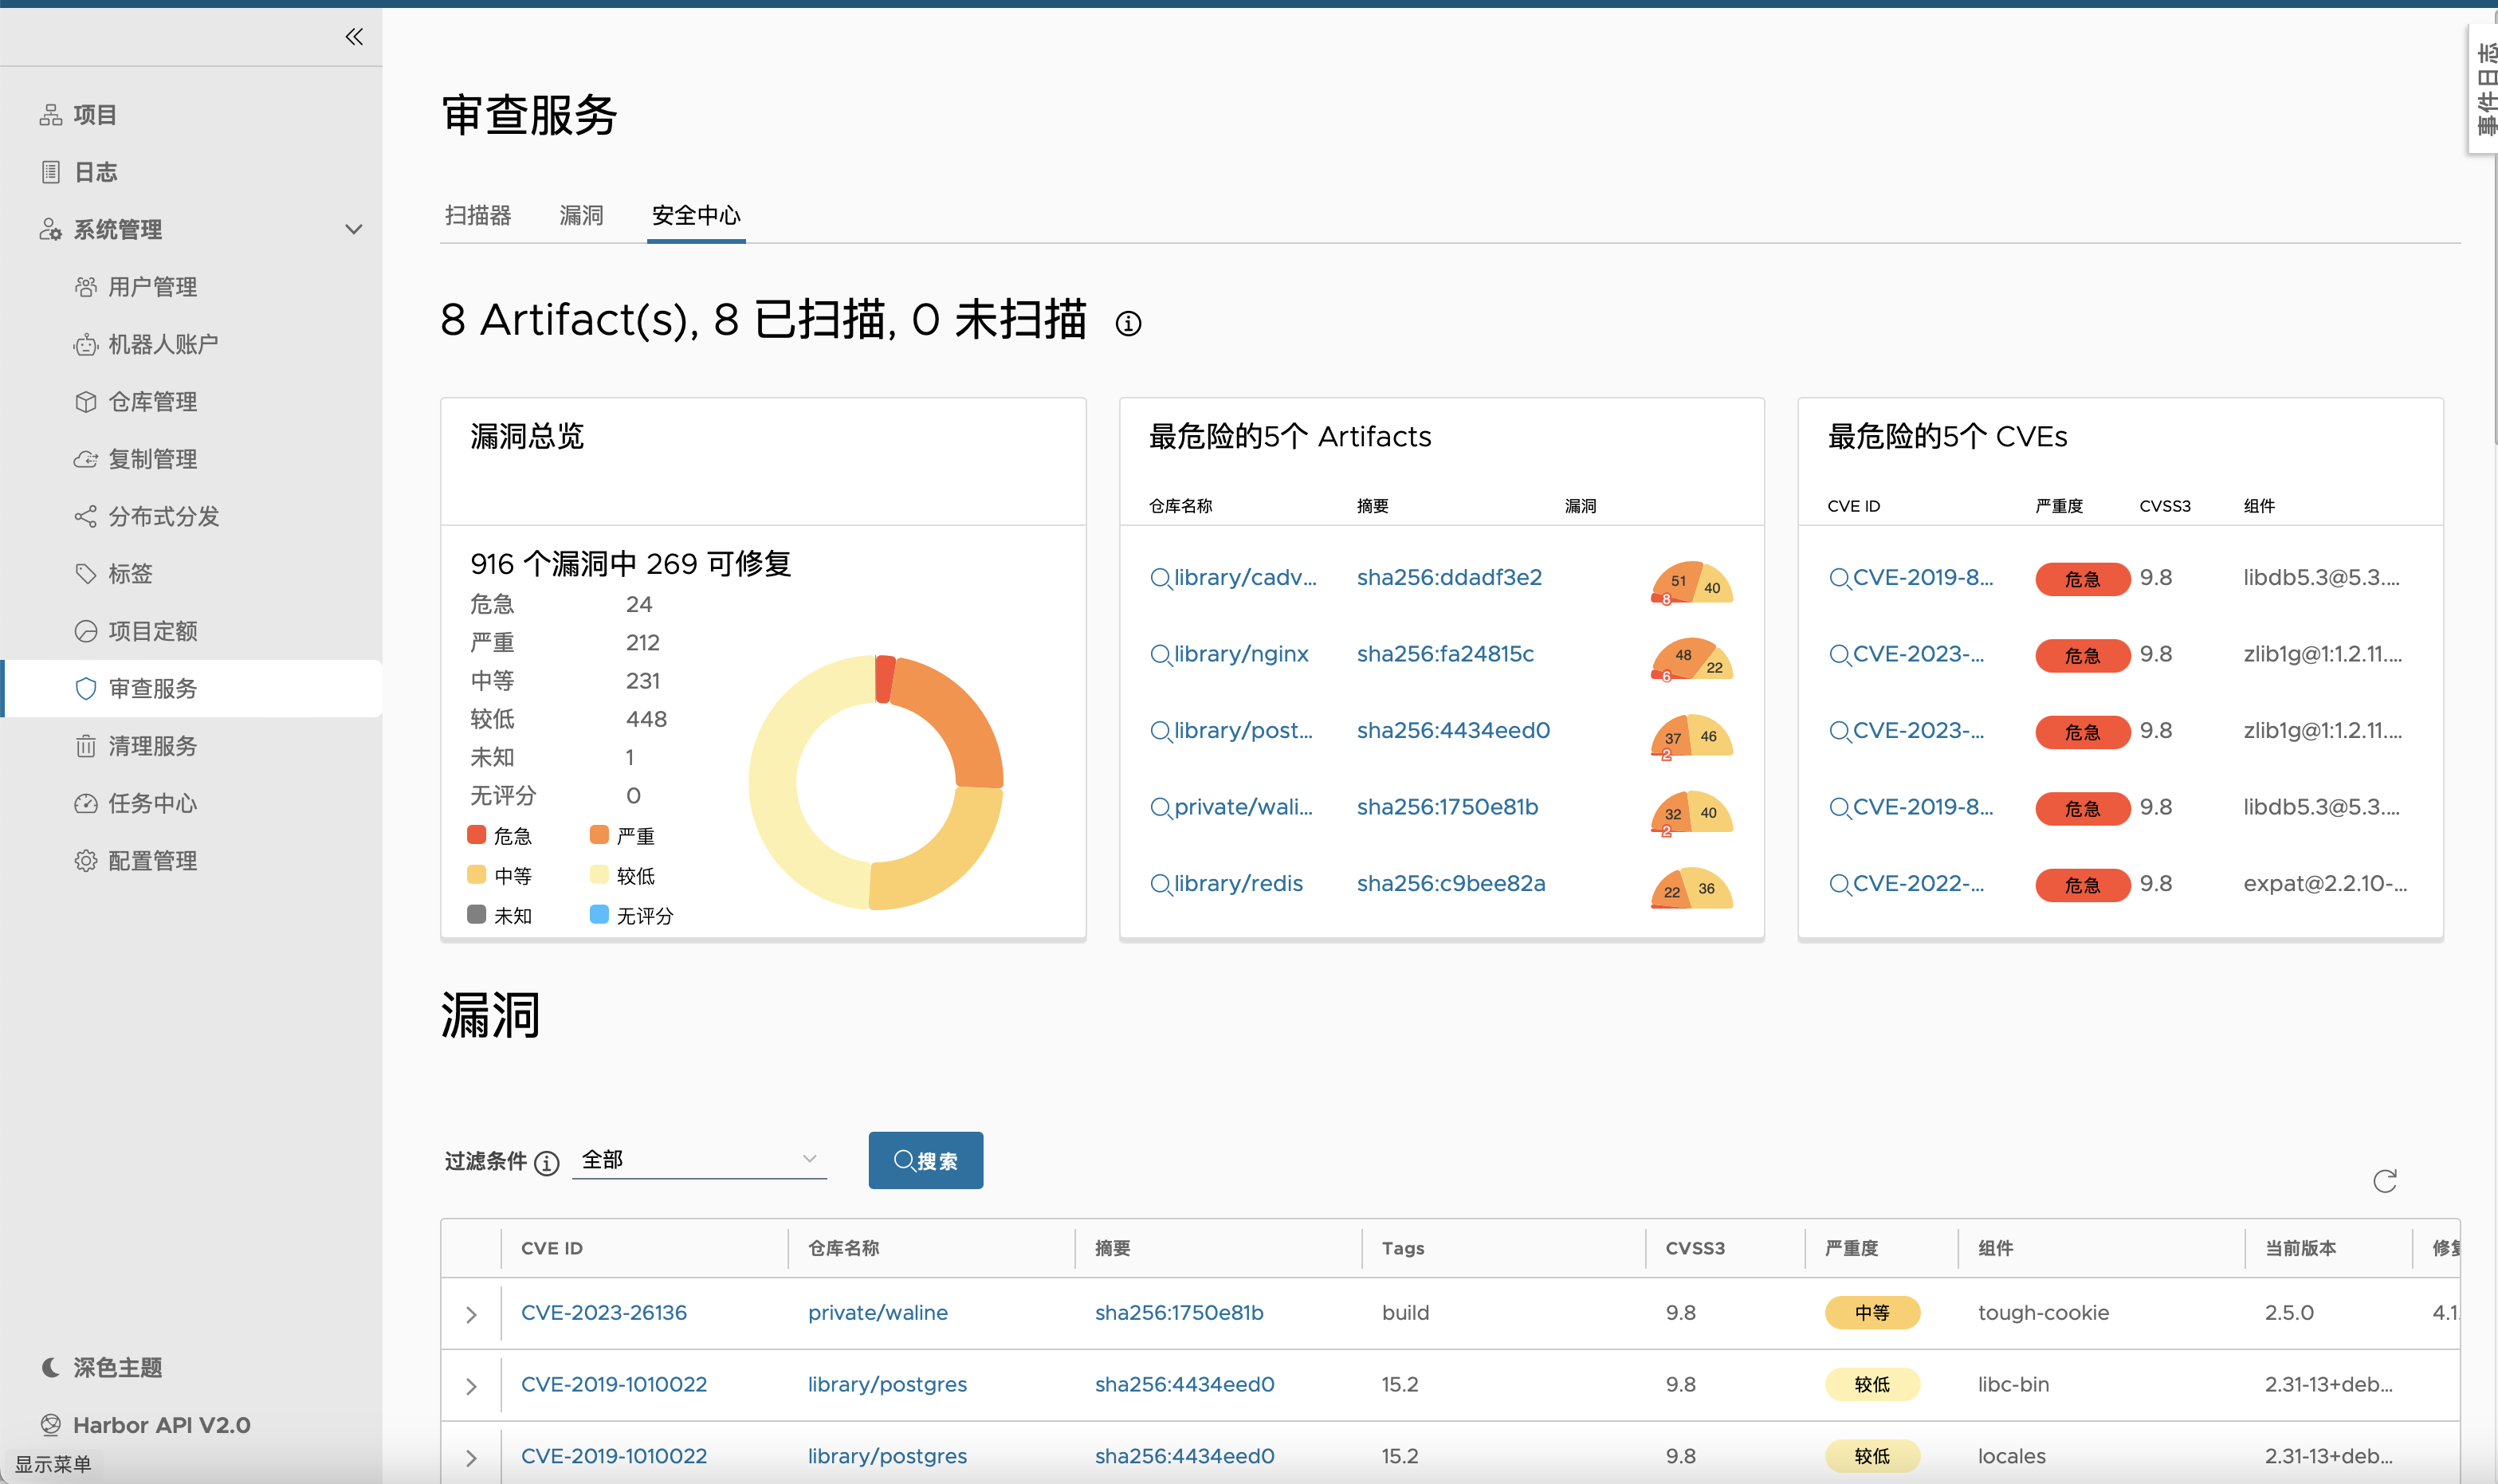 项目
日志
系统管理
用户管理
机器人账户
仓库管理
复制管理
分布式分发
标签
项目定额
审查服务
清理服务
任务中心
配置管理
深色主题
Harbor API V2.0
显示菜单
事件日志
审查服务
扫描器 漏洞 安全中心
8 Artifact(s), 8 已扫描, 0 未扫描
漏洞总览
916 个漏洞中 269 可修复
危急 24
严重 212
中等 231
较低 448
未知 1
无评分 0
危急 严重
中等 较低
未知 无评分
最危险的5个 Artifacts
仓库名称 摘要 漏洞
library/cadv... sha256:ddadf3e2 8 51 40
library/nginx sha256:fa24815c 6 48 22
library/post... sha256:4434eed0 2 37 46
private/wali... sha256:1750e81b 2 32 40
library/redis sha256:c9bee82a 22 36
最危险的5个 CVEs
CVE ID 严重度 CVSS3 组件
CVE-2019-8... 危急 9.8 libdb5.3@5.3....
CVE-2023-... 危急 9.8 zlib1g@1:1.2.11....
CVE-2023-... 危急 9.8 zlib1g@1:1.2.11....
CVE-2019-8... 危急 9.8 libdb5.3@5.3....
CVE-2022-... 危急 9.8 expat@2.2.10-...
漏洞
过滤条件 全部 搜索
CVE ID 仓库名称 摘要 Tags CVSS3 严重度 组件 当前版本 修复
CVE-2023-26136 private/waline sha256:1750e81b build 9.8 中等 tough-cookie 2.5.0 4.1.
CVE-2019-1010022 library/postgres sha256:4434eed0 15.2 9.8 较低 libc-bin 2.31-13+deb...
CVE-2019-1010022 library/postgres sha256:4434eed0 15.2 9.8 较低 locales 2.31-13+deb...